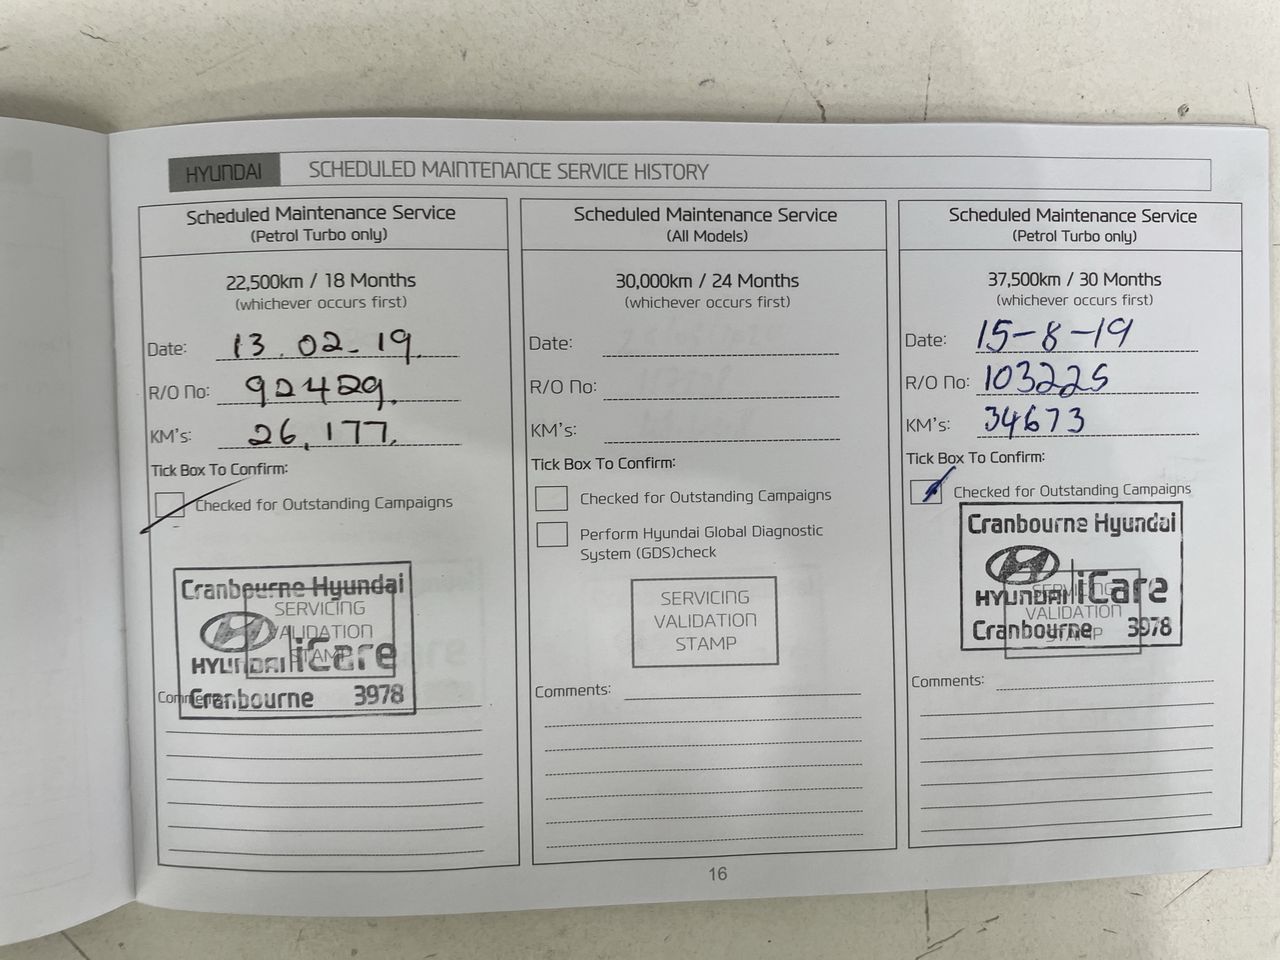 HYUNDAI SCHEDULED MAINTENANCE SERVICE HISTORY
Scheduled Maintenance Service
(Petrol Turbo only)
22,500km / 18 Months
(whichever occurs first)
Date: 13.02-19.
R/O No: 92429.
KM's: 26,177.
Tick Box To Confirm:
Checked for Outstanding Campaigns
Cranbourne Hyundai
SERVICING
VALIDATION
STAMP
HYUNDAI iCare
Cranbourne 3978
Comments:
Scheduled Maintenance Service
(All Models)
30,000km / 24 Months
(whichever occurs first)
Date:
R/O No:
KM's:
Tick Box To Confirm:
Checked for Outstanding Campaigns
Perform Hyundai Global Diagnostic
System (GDS)check
SERVICING
VALIDATION
STAMP
Comments:
Scheduled Maintenance Service
(Petrol Turbo only)
37,500km / 30 Months
(whichever occurs first)
Date: 15-8-19
R/O No: 103225
KM's: 34673
Tick Box To Confirm:
Checked for Outstanding Campaigns
Cranbourne Hyundai
SERVICING
HYUNDAI iCare
VALIDATION
Cranbourne 3978
STAMP
Comments:
16